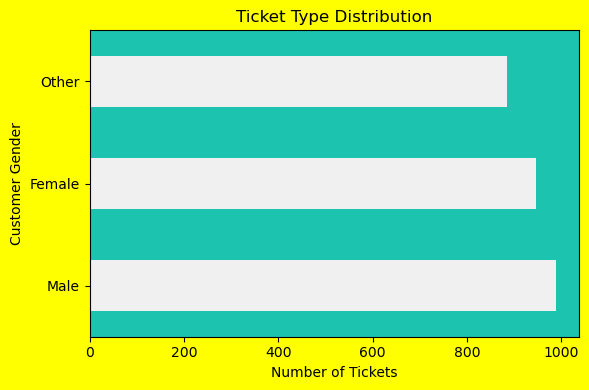 Ticket Type Distribution
Customer Gender
Other
Female
Male
0 200 400 600 800 1000
Number of Tickets